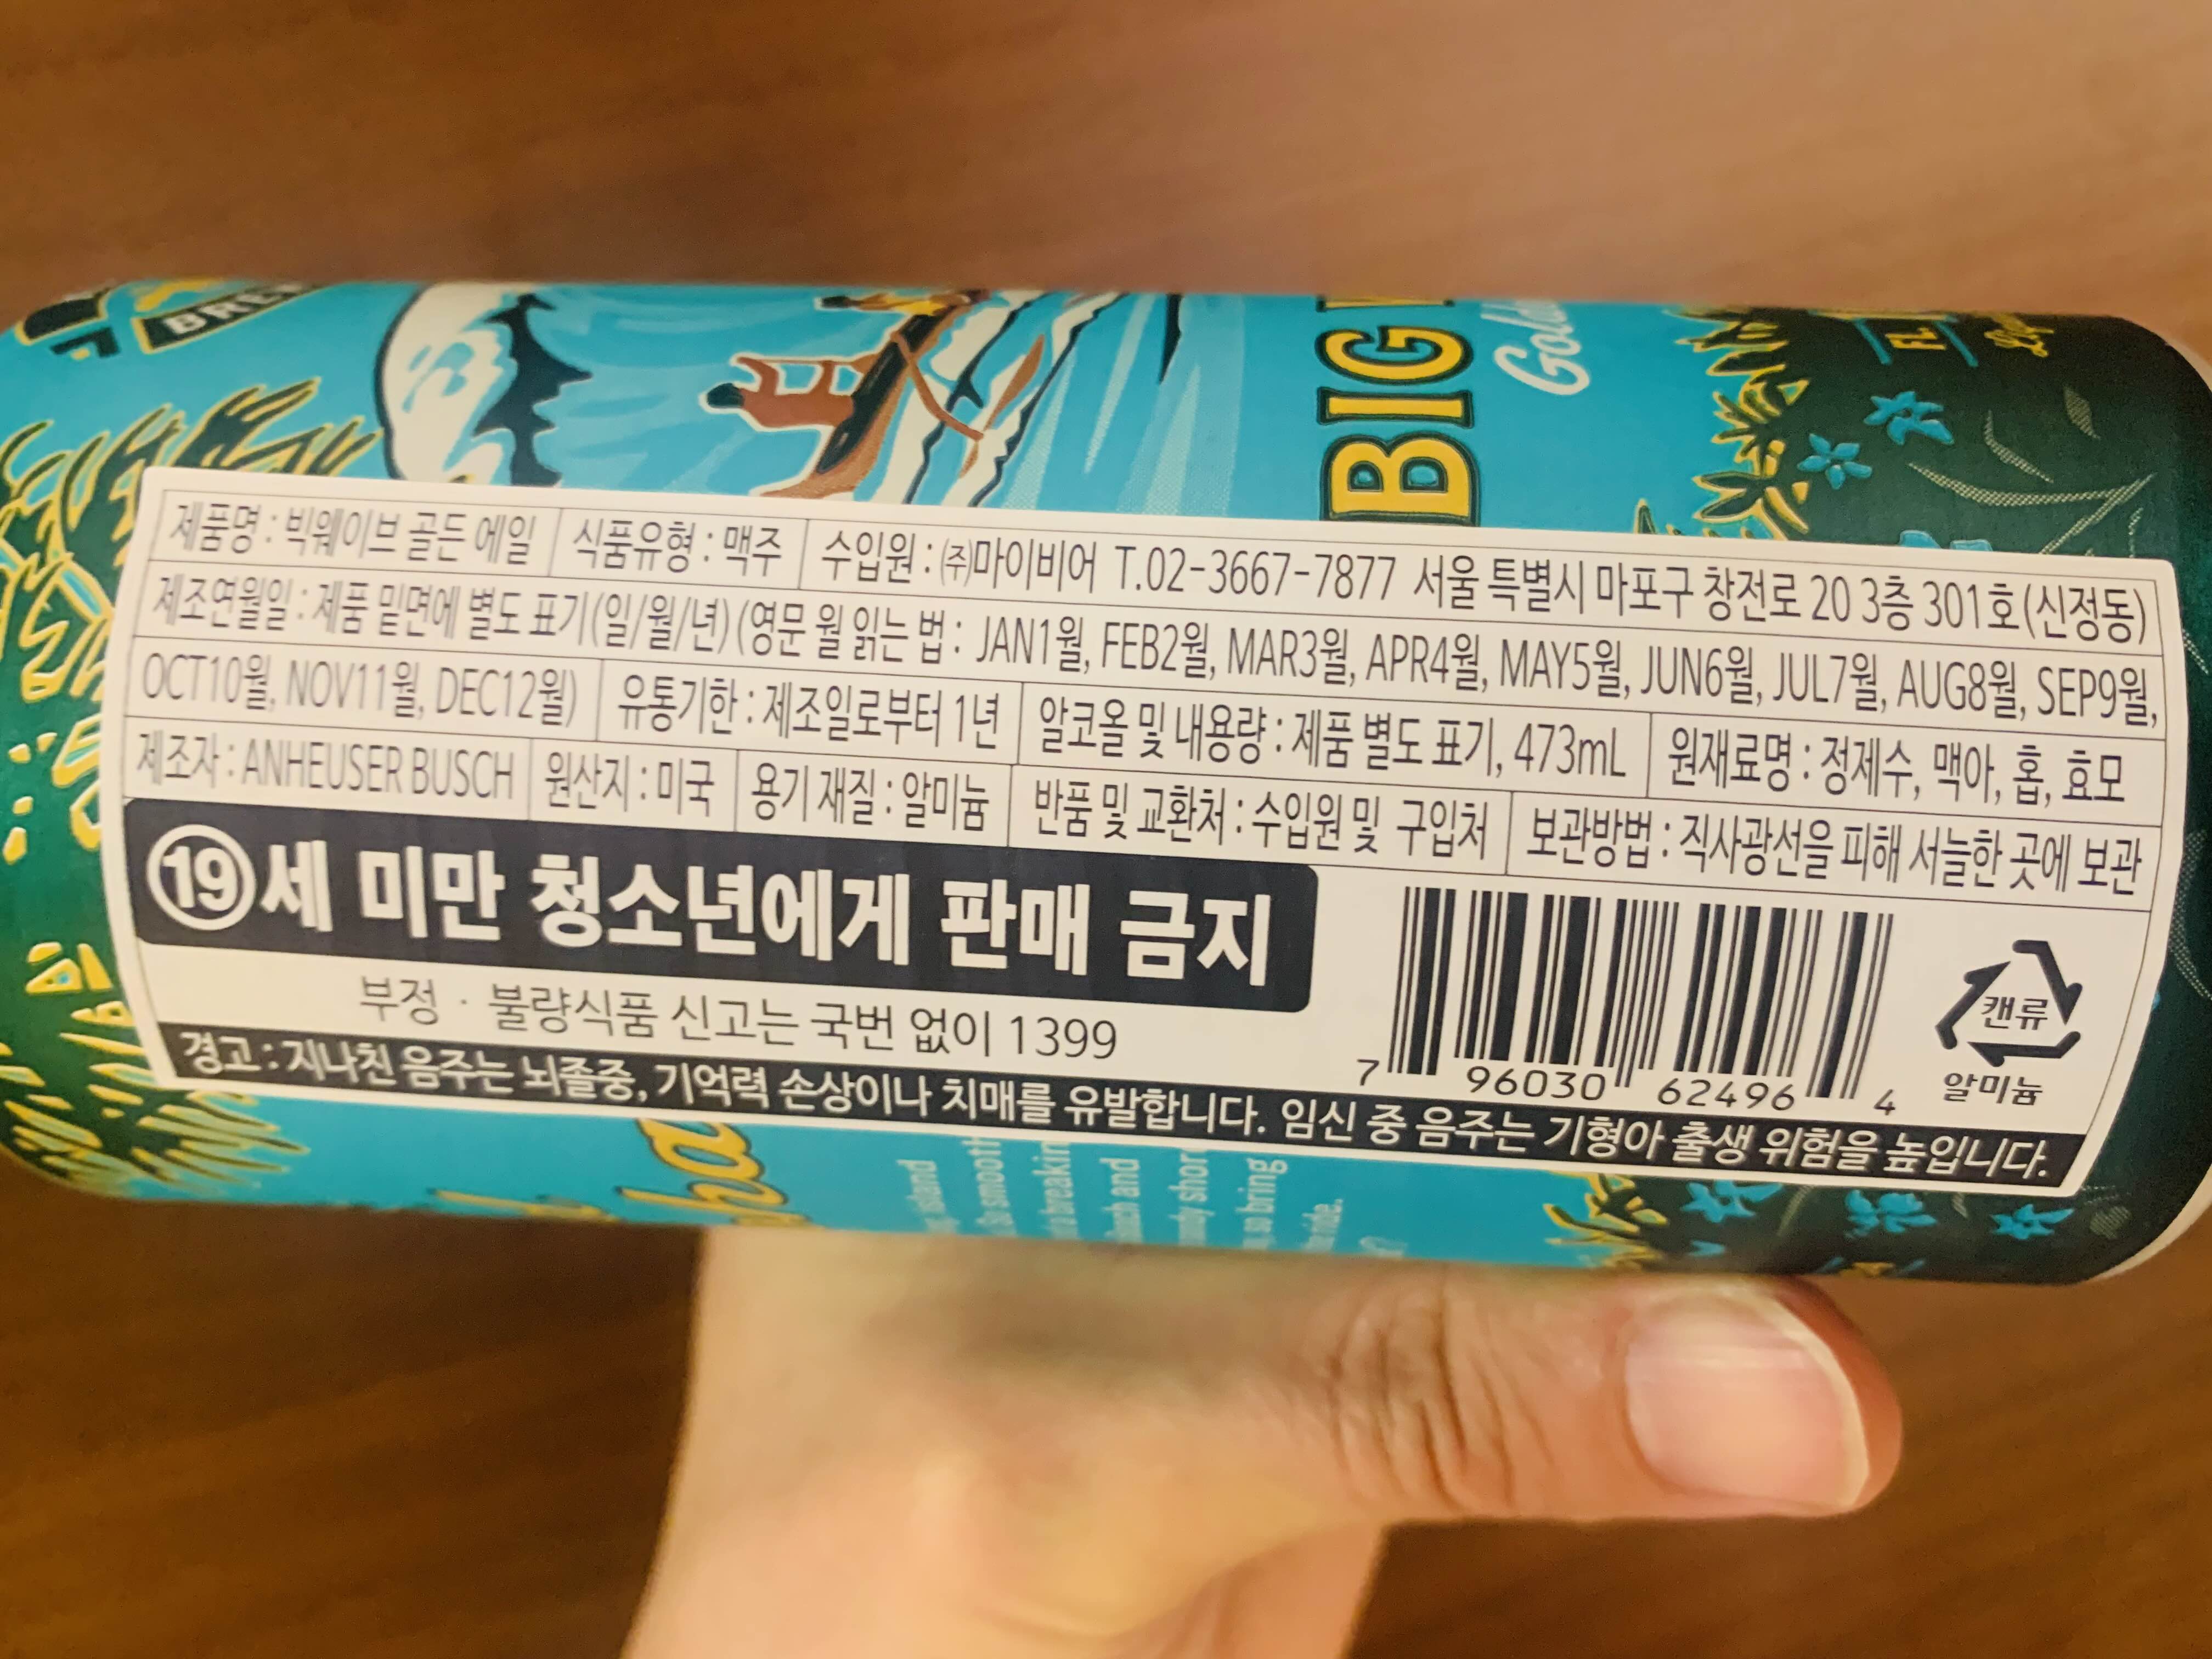 제품명 : 빅웨이브 골든 에일 식품유형 : 맥주 수입원 : ㈜마이비어 T.02-3667-7877 서울 특별시 마포구 창전로 20 3층 301호(신정동)
제조연월일 : 제품 밑면에 별도 표기(일/월/년) (영문 월 읽는 법 : JAN1월, FEB2월, MAR3월, APR4월, MAY5월, JUN6월, JUL7월, AUG8월, SEP9월,
OCT10월, NOV11월, DEC12월) 유통기한 : 제조일로부터 1년 알코올 및 내용량 : 제품 별도 표기, 473mL 원재료명 : 정제수, 맥아, 홉, 효모
제조자 : ANHEUSER BUSCH 원산지 : 미국 용기 재질 : 알미늄 반품 및 교환처 : 수입원 및 구입처 보관방법 : 직사광선을 피해 서늘한 곳에 보관
19세 미만 청소년에게 판매 금지
부정 · 불량식품 신고는 국번 없이 1399
7 96030 62496 4
캔류
알미늄
경고 : 지나친 음주는 뇌졸중, 기억력 손상이나 치매를 유발합니다. 임신 중 음주는 기형아 출생 위험을 높입니다.
BIG
FL.
and
bring
ride.